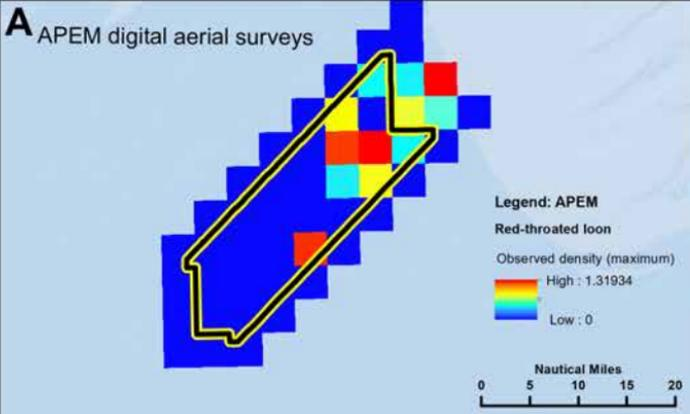 A APEM digital aerial surveys
Legend: APEM
Red-throated loon
Observed density (maximum)
High : 1.31934
Low : 0
Nautical Miles
0 5 10 15 20